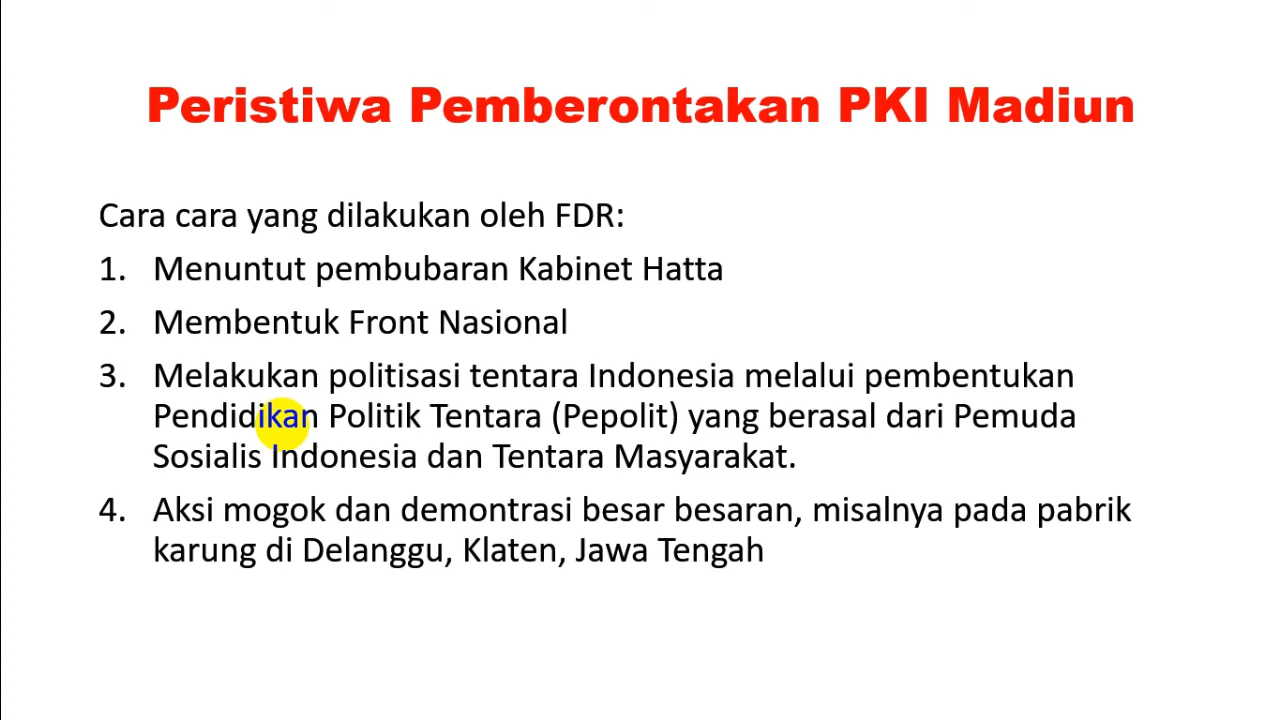 Peristiwa Pemberontakan PKI Madiun
Cara cara yang dilakukan oleh FDR:
1. Menuntut pembubaran Kabinet Hatta
2. Membentuk Front Nasional
3. Melakukan politisasi tentara Indonesia melalui pembentukan
Pendidikan Politik Tentara (Pepolit) yang berasal dari Pemuda
Sosialis Indonesia dan Tentara Masyarakat.
4. Aksi mogok dan demontrasi besar besaran, misalnya pada pabrik
karung di Delanggu, Klaten, Jawa Tengah